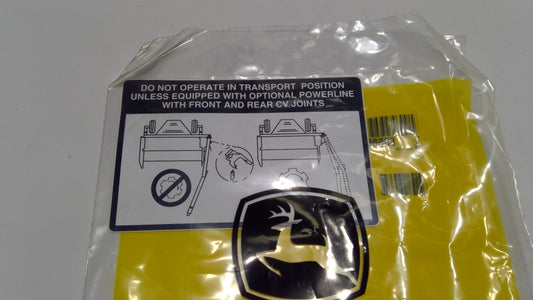 DO NOT OPERATE IN TRANSPORT POSITION
UNLESS EQUIPPED WITH OPTIONAL POWERLINE
WITH FRONT AND REAR CV JOINTS